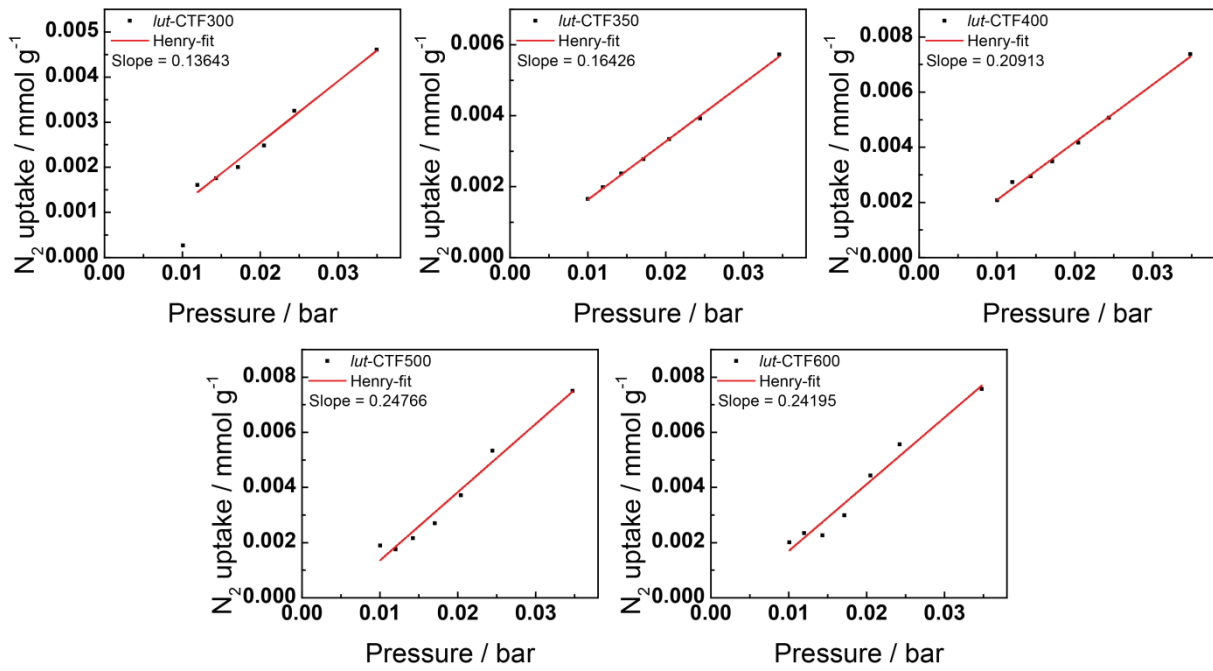 lut-CTF300
Henry-fit
Slope = 0.13643
0.005
0.004
0.003
0.002
0.001
0.000
0.00 0.01 0.02 0.03
N2 uptake / mmol g-1
Pressure / bar
lut-CTF350
Henry-fit
Slope = 0.16426
0.006
0.004
0.002
0.000
0.00 0.01 0.02 0.03
N2 uptake / mmol g-1
Pressure / bar
lut-CTF400
Henry-fit
Slope = 0.20913
0.008
0.006
0.004
0.002
0.000
0.00 0.01 0.02 0.03
N2 uptake / mmol g-1
Pressure / bar
lut-CTF500
Henry-fit
Slope = 0.24766
0.008
0.006
0.004
0.002
0.000
0.00 0.01 0.02 0.03
N2 uptake / mmol g-1
Pressure / bar
lut-CTF600
Henry-fit
Slope = 0.24195
0.008
0.006
0.004
0.002
0.000
0.00 0.01 0.02 0.03
N2 uptake / mmol g-1
Pressure / bar